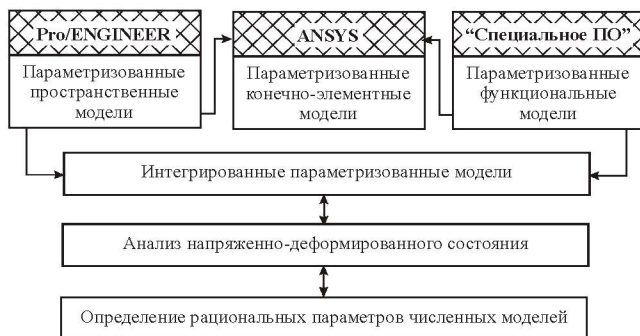 Pro/ENGINEER
Параметризованные
пространственные
модели
ANSYS
Параметризованные
конечно-элементные
модели
“Специальное ПО”
Параметризованные
функциональные
модели
Интегрированные параметризованные модели
Анализ напряженно-деформированного состояния
Определение рациональных параметров численных моделей